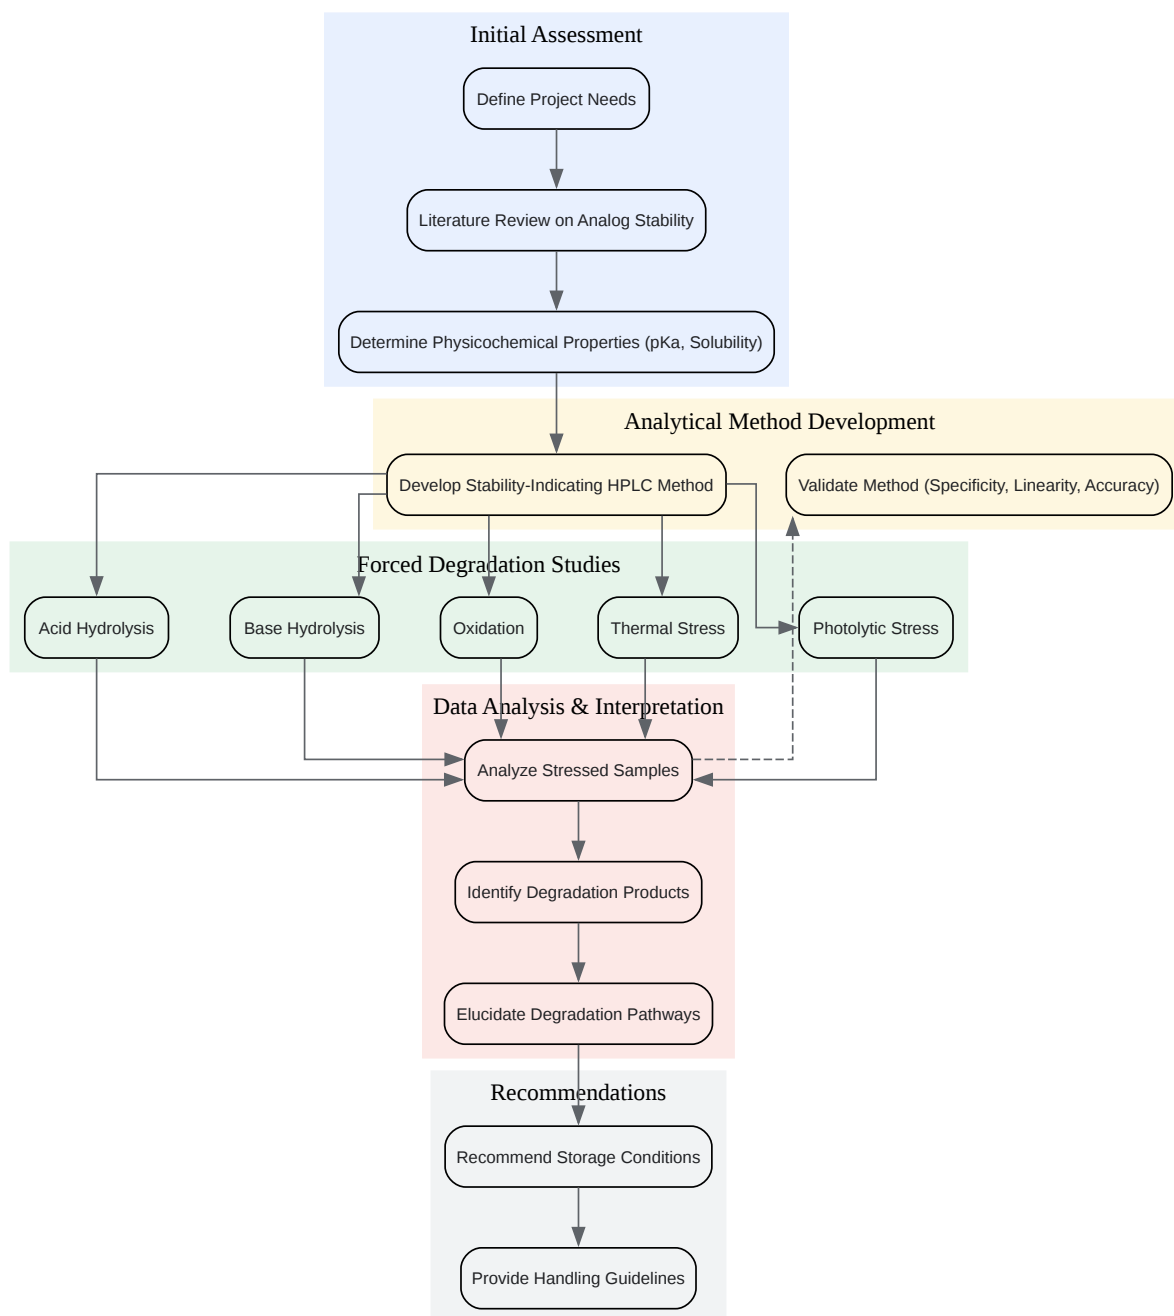 Initial Assessment
Define Project Needs
Literature Review on Analog Stability
Determine Physicochemical Properties (pKa, Solubility)
Analytical Method Development
Develop Stability-Indicating HPLC Method
Validate Method (Specificity, Linearity, Accuracy)
Forced Degradation Studies
Acid Hydrolysis
Base Hydrolysis
Oxidation
Thermal Stress
Photolytic Stress
Data Analysis & Interpretation
Analyze Stressed Samples
Identify Degradation Products
Elucidate Degradation Pathways
Recommendations
Recommend Storage Conditions
Provide Handling Guidelines